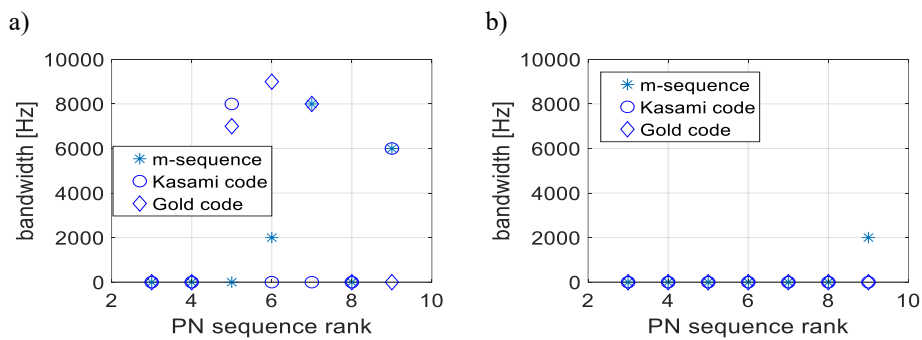 a)
10000
8000
6000
4000
2000
0
bandwidth [Hz]
m-sequence
Kasami code
Gold code
2 4 6 8 10
PN sequence rank
b)
10000
8000
6000
4000
2000
0
bandwidth [Hz]
m-sequence
Kasami code
Gold code
2 4 6 8 10
PN sequence rank